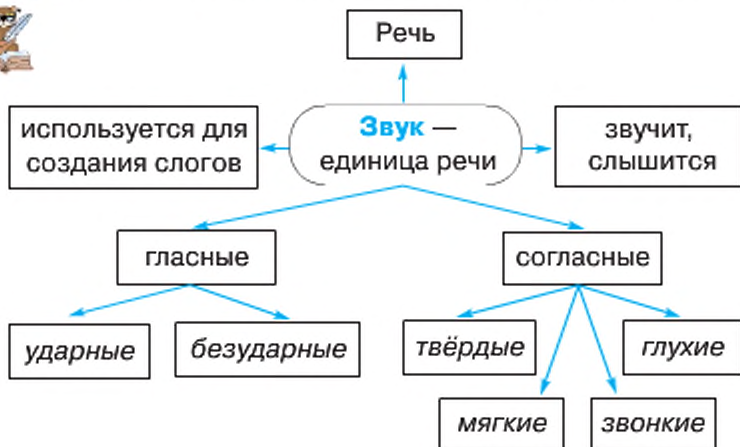 Речь
используется для
создания слогов
Звук —
единица речи
звучит,
слышится
гласные
согласные
ударные
безударные
твёрдые
глухие
мягкие
звонкие